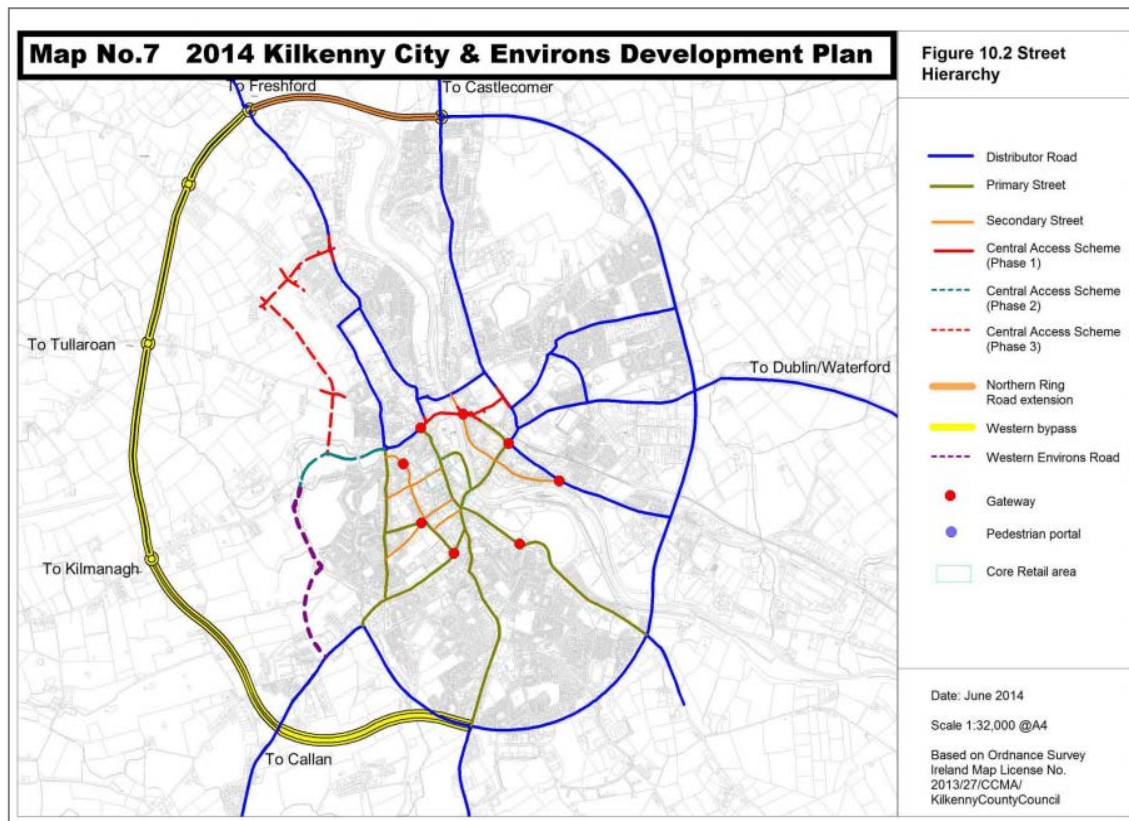 Map No.7 2014 Kilkenny City & Environs Development Plan
Figure 10.2 Street
Hierarchy
To Freshford
To Castlecomer
To Tullaroan
To Dublin/Waterford
To Kilmanagh
To Callan
Distributor Road
Primary Street
Secondary Street
Central Access Scheme
(Phase 1)
Central Access Scheme
(Phase 2)
Central Access Scheme
(Phase 3)
Northern Ring
Road extension
Western bypass
Western Environs Road
Gateway
Pedestrian portal
Core Retail area
Date: June 2014
Scale 1:32,000 @A4
Based on Ordnance Survey
Ireland Map License No.
2013/27/CCMA/
KilkennyCountyCouncil